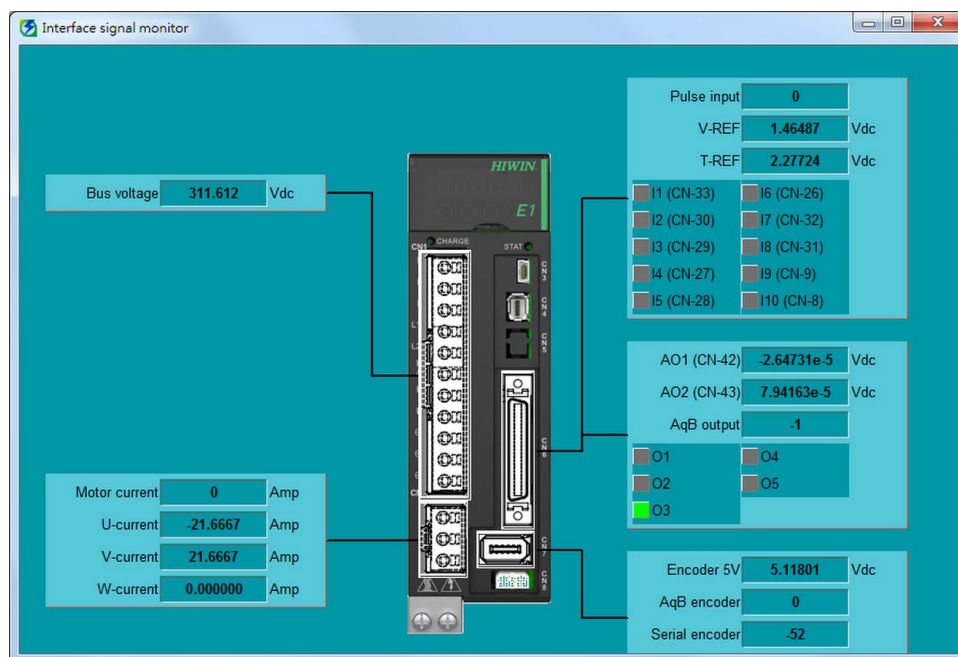 Interface signal monitor
Bus voltage 311.612 Vdc
Motor current 0 Amp
U-current -21.6667 Amp
V-current 21.6667 Amp
W-current 0.000000 Amp
HIWIN.
E1
CHARGE
CN1
STAT
CN3
CN4
CN5
CN6
CN7
CN8
L1
L2
Pulse input 0
V-REF 1.46487 Vdc
T-REF 2.27724 Vdc
I1 (CN-33) I6 (CN-26)
I2 (CN-30) I7 (CN-32)
I3 (CN-29) I8 (CN-31)
I4 (CN-27) I9 (CN-9)
I5 (CN-28) I10 (CN-8)
AO1 (CN-42) -2.64731e-5 Vdc
AO2 (CN-43) 7.94163e-5 Vdc
AqB output -1
O1 O4
O2 O5
O3
Encoder 5V 5.11801 Vdc
AqB encoder 0
Serial encoder -52